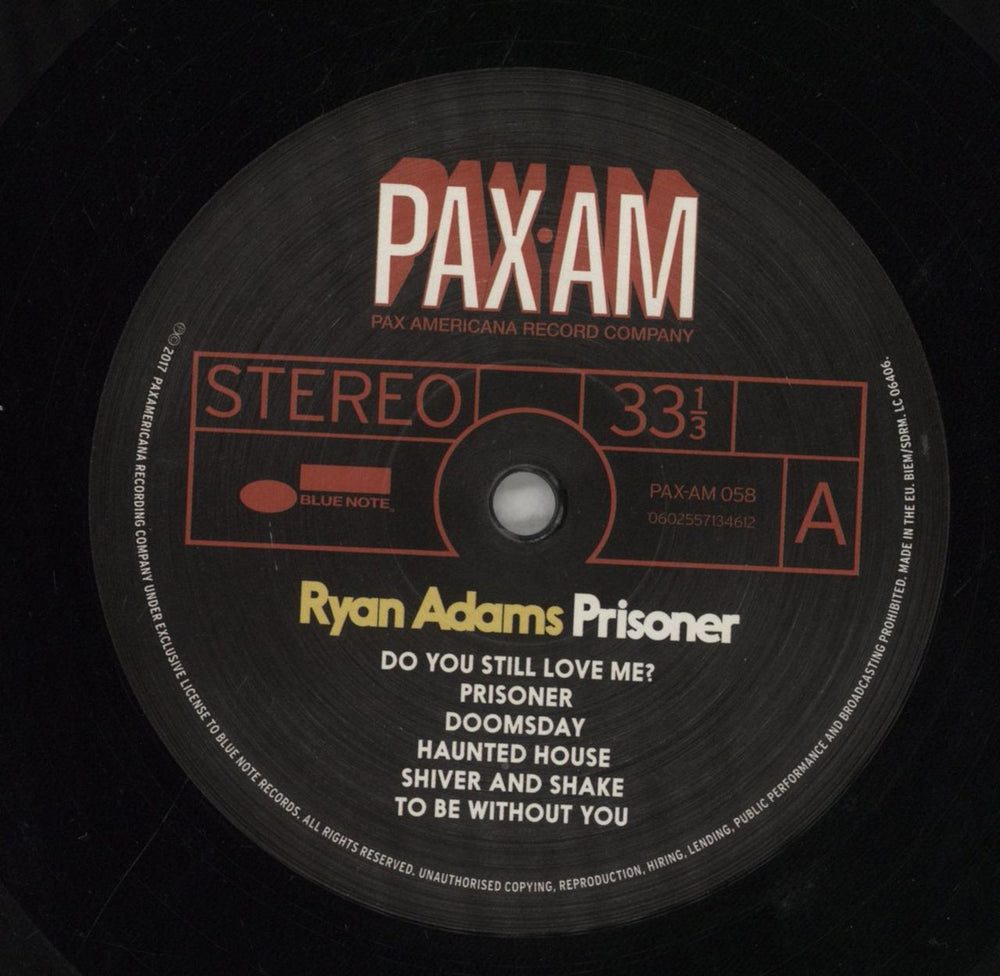 PAX·AM
PAX AMERICANA RECORD COMPANY
STEREO
33 1/3
BLUE NOTE
PAX-AM 058
0602557134612
A
Ryan Adams Prisoner
DO YOU STILL LOVE ME?
PRISONER
DOOMSDAY
HAUNTED HOUSE
SHIVER AND SHAKE
TO BE WITHOUT YOU
℗© 2017 PAXAMERICANA RECORDING COMPANY UNDER EXCLUSIVE LICENSE TO BLUE NOTE RECORDS. ALL RIGHTS RESERVED. UNAUTHORISED COPYING, REPRODUCTION, HIRING, LENDING, PUBLIC PERFORMANCE AND BROADCASTING PROHIBITED. MADE IN THE EU. BIEM/SDRM. LC 06406.